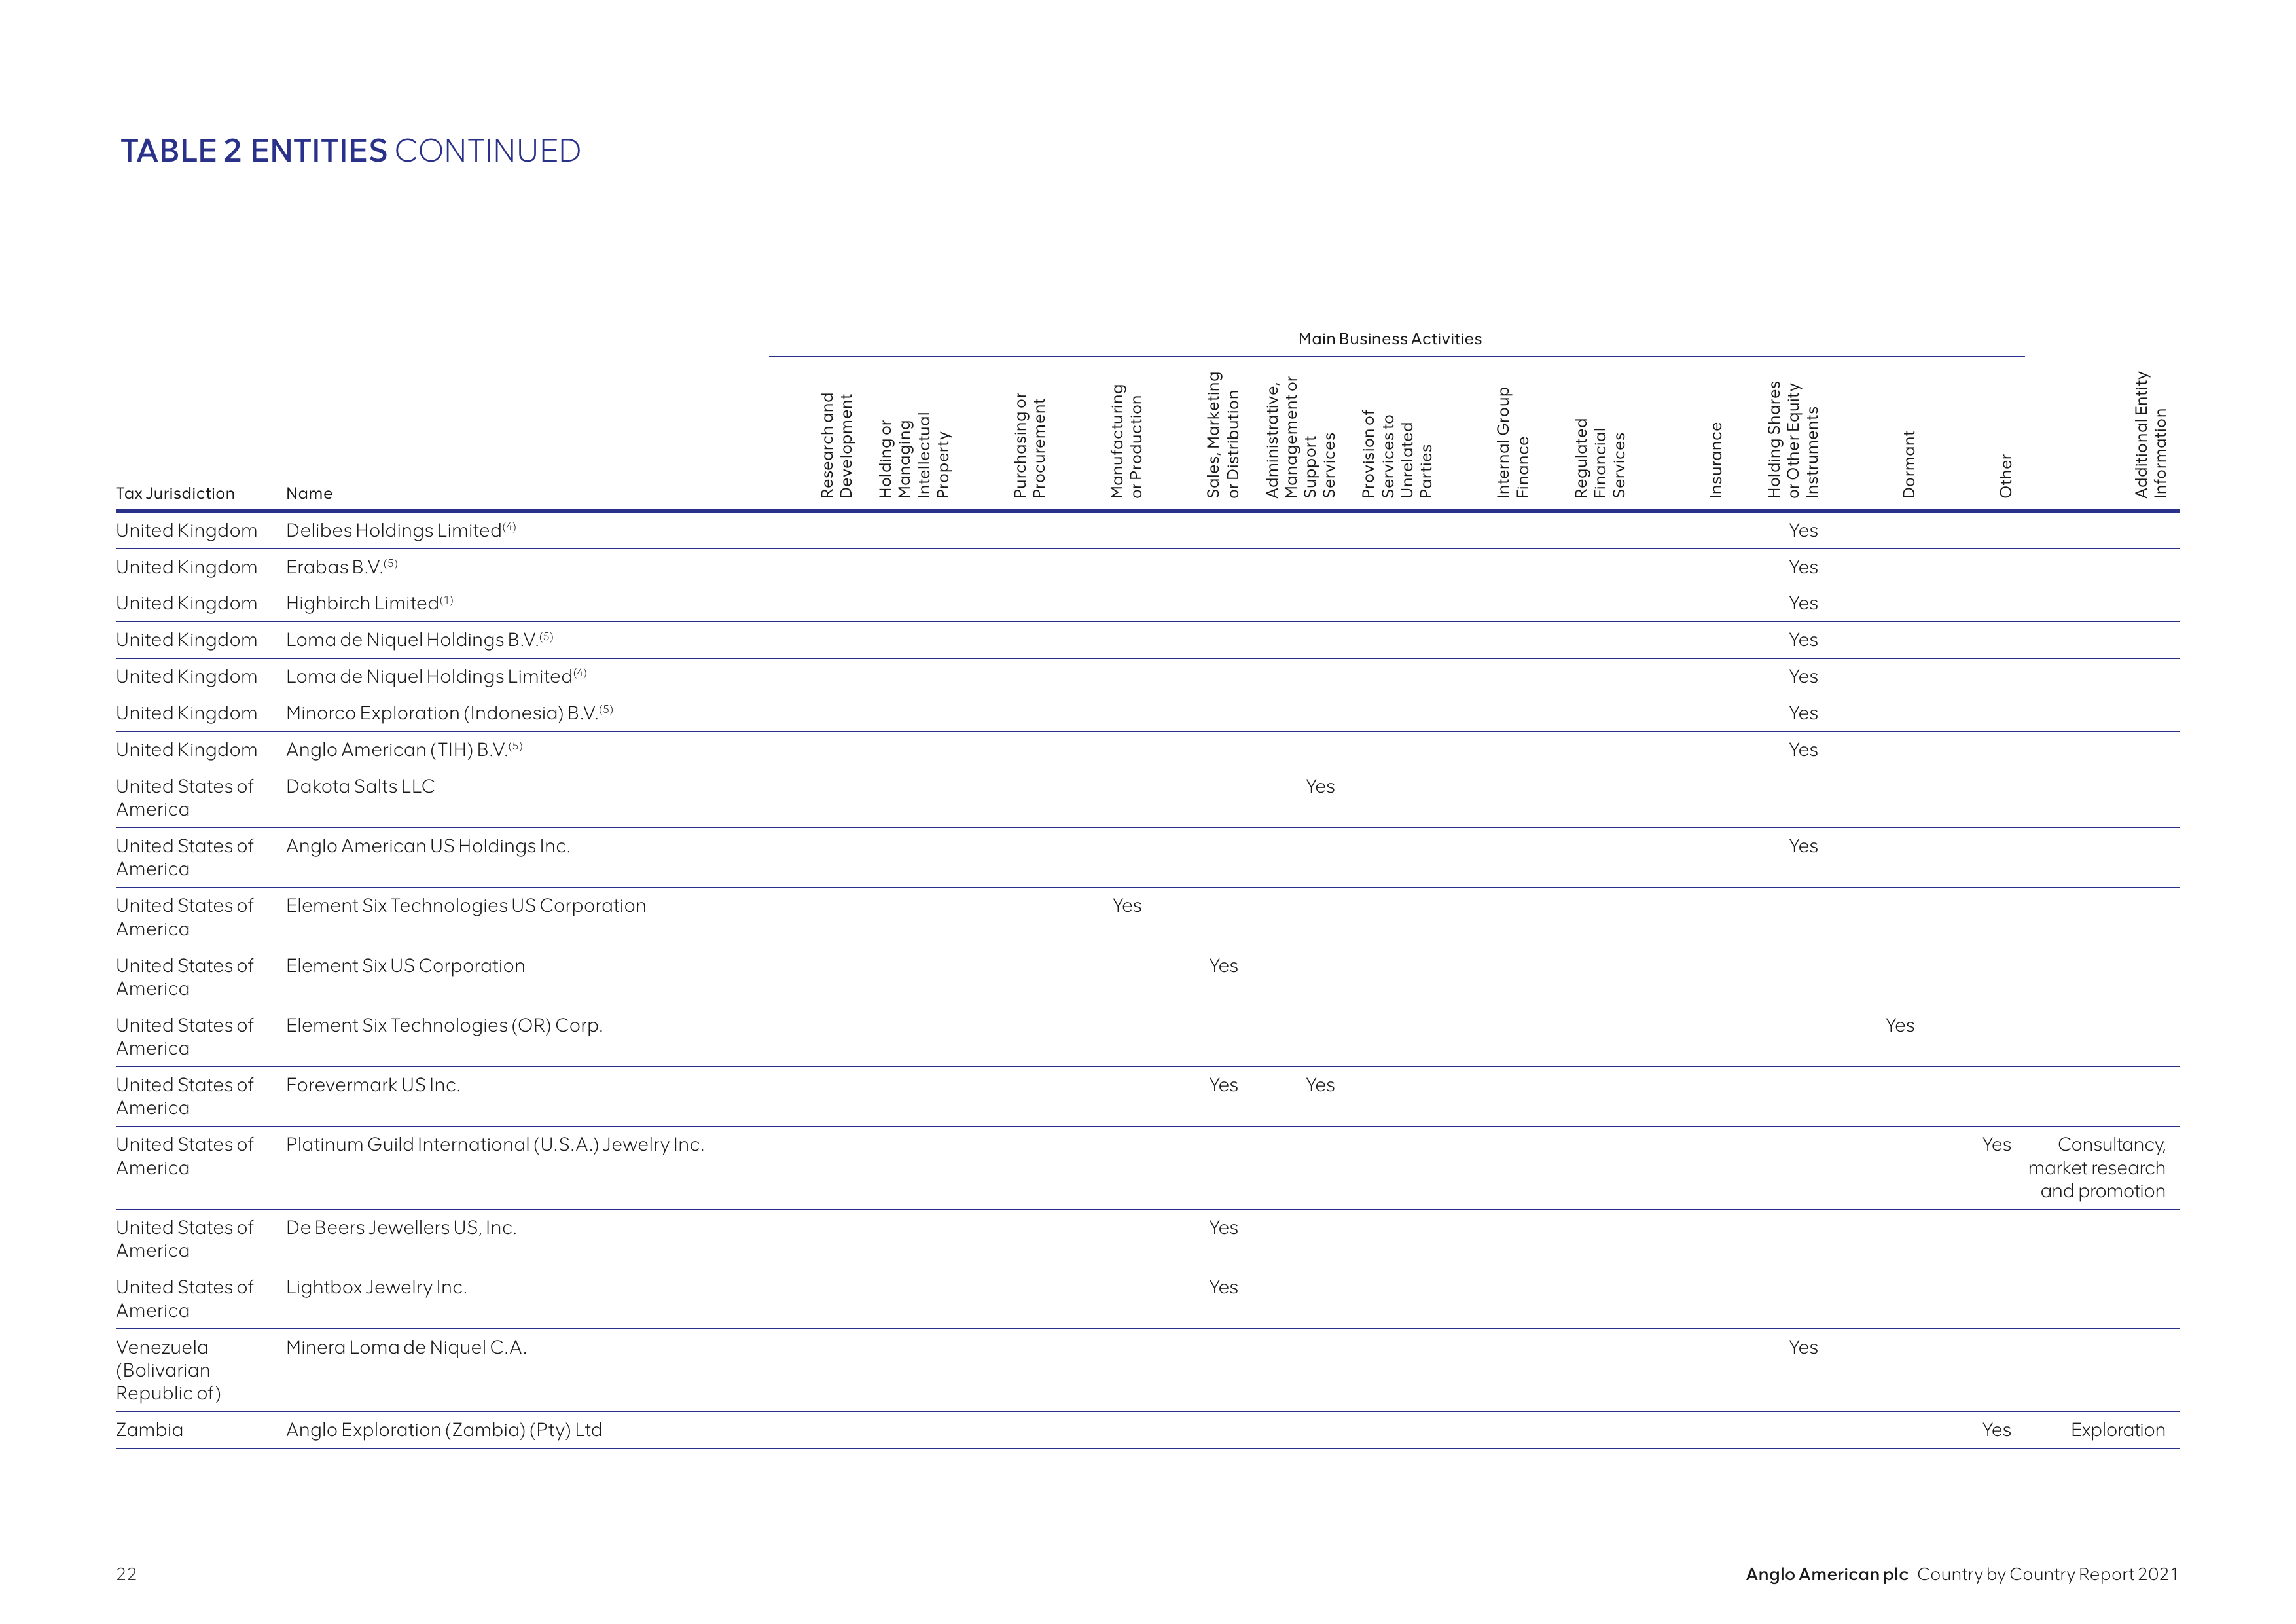 TABLE 2 ENTITIES CONTINUED
Main Business Activities
Tax Jurisdiction
Name
Research and
Development
Holding or
Managing
Intellectual
Property
Purchasing or
Procurement
Manufacturing
or Production
Sales, Marketing
or Distribution
Administrative,
Management or
Support
Services
Provision of
Services to
Unrelated
Parties
Internal Group
Finance
Regulated
Financial
Services
Insurance
Holding Shares
or Other Equity
Instruments
Dormant
Other
Additional Entity
Information
United Kingdom Delibes Holdings Limited(4) Yes
United Kingdom Erabas B.V.(5) Yes
United Kingdom Highbirch Limited(1) Yes
United Kingdom Loma de Niquel Holdings B.V.(5) Yes
United Kingdom Loma de Niquel Holdings Limited(4) Yes
United Kingdom Minorco Exploration (Indonesia) B.V.(5) Yes
United Kingdom Anglo American (TIH) B.V.(5) Yes
United States of Dakota Salts LLC Yes
America
United States of Anglo American US Holdings Inc. Yes
America
United States of Element Six Technologies US Corporation Yes
America
United States of Element Six US Corporation Yes
America
United States of Element Six Technologies (OR) Corp. Yes
America
United States of Forevermark US Inc. Yes Yes
America
United States of Platinum Guild International (U.S.A.) Jewelry Inc. Yes Consultancy,
America market research
and promotion
United States of De Beers Jewellers US, Inc. Yes
America
United States of Lightbox Jewelry Inc. Yes
America
Venezuela Minera Loma de Niquel C.A. Yes
(Bolivarian
Republic of)
Zambia Anglo Exploration (Zambia) (Pty) Ltd Yes Exploration
22 Anglo American plc Country by Country Report 2021